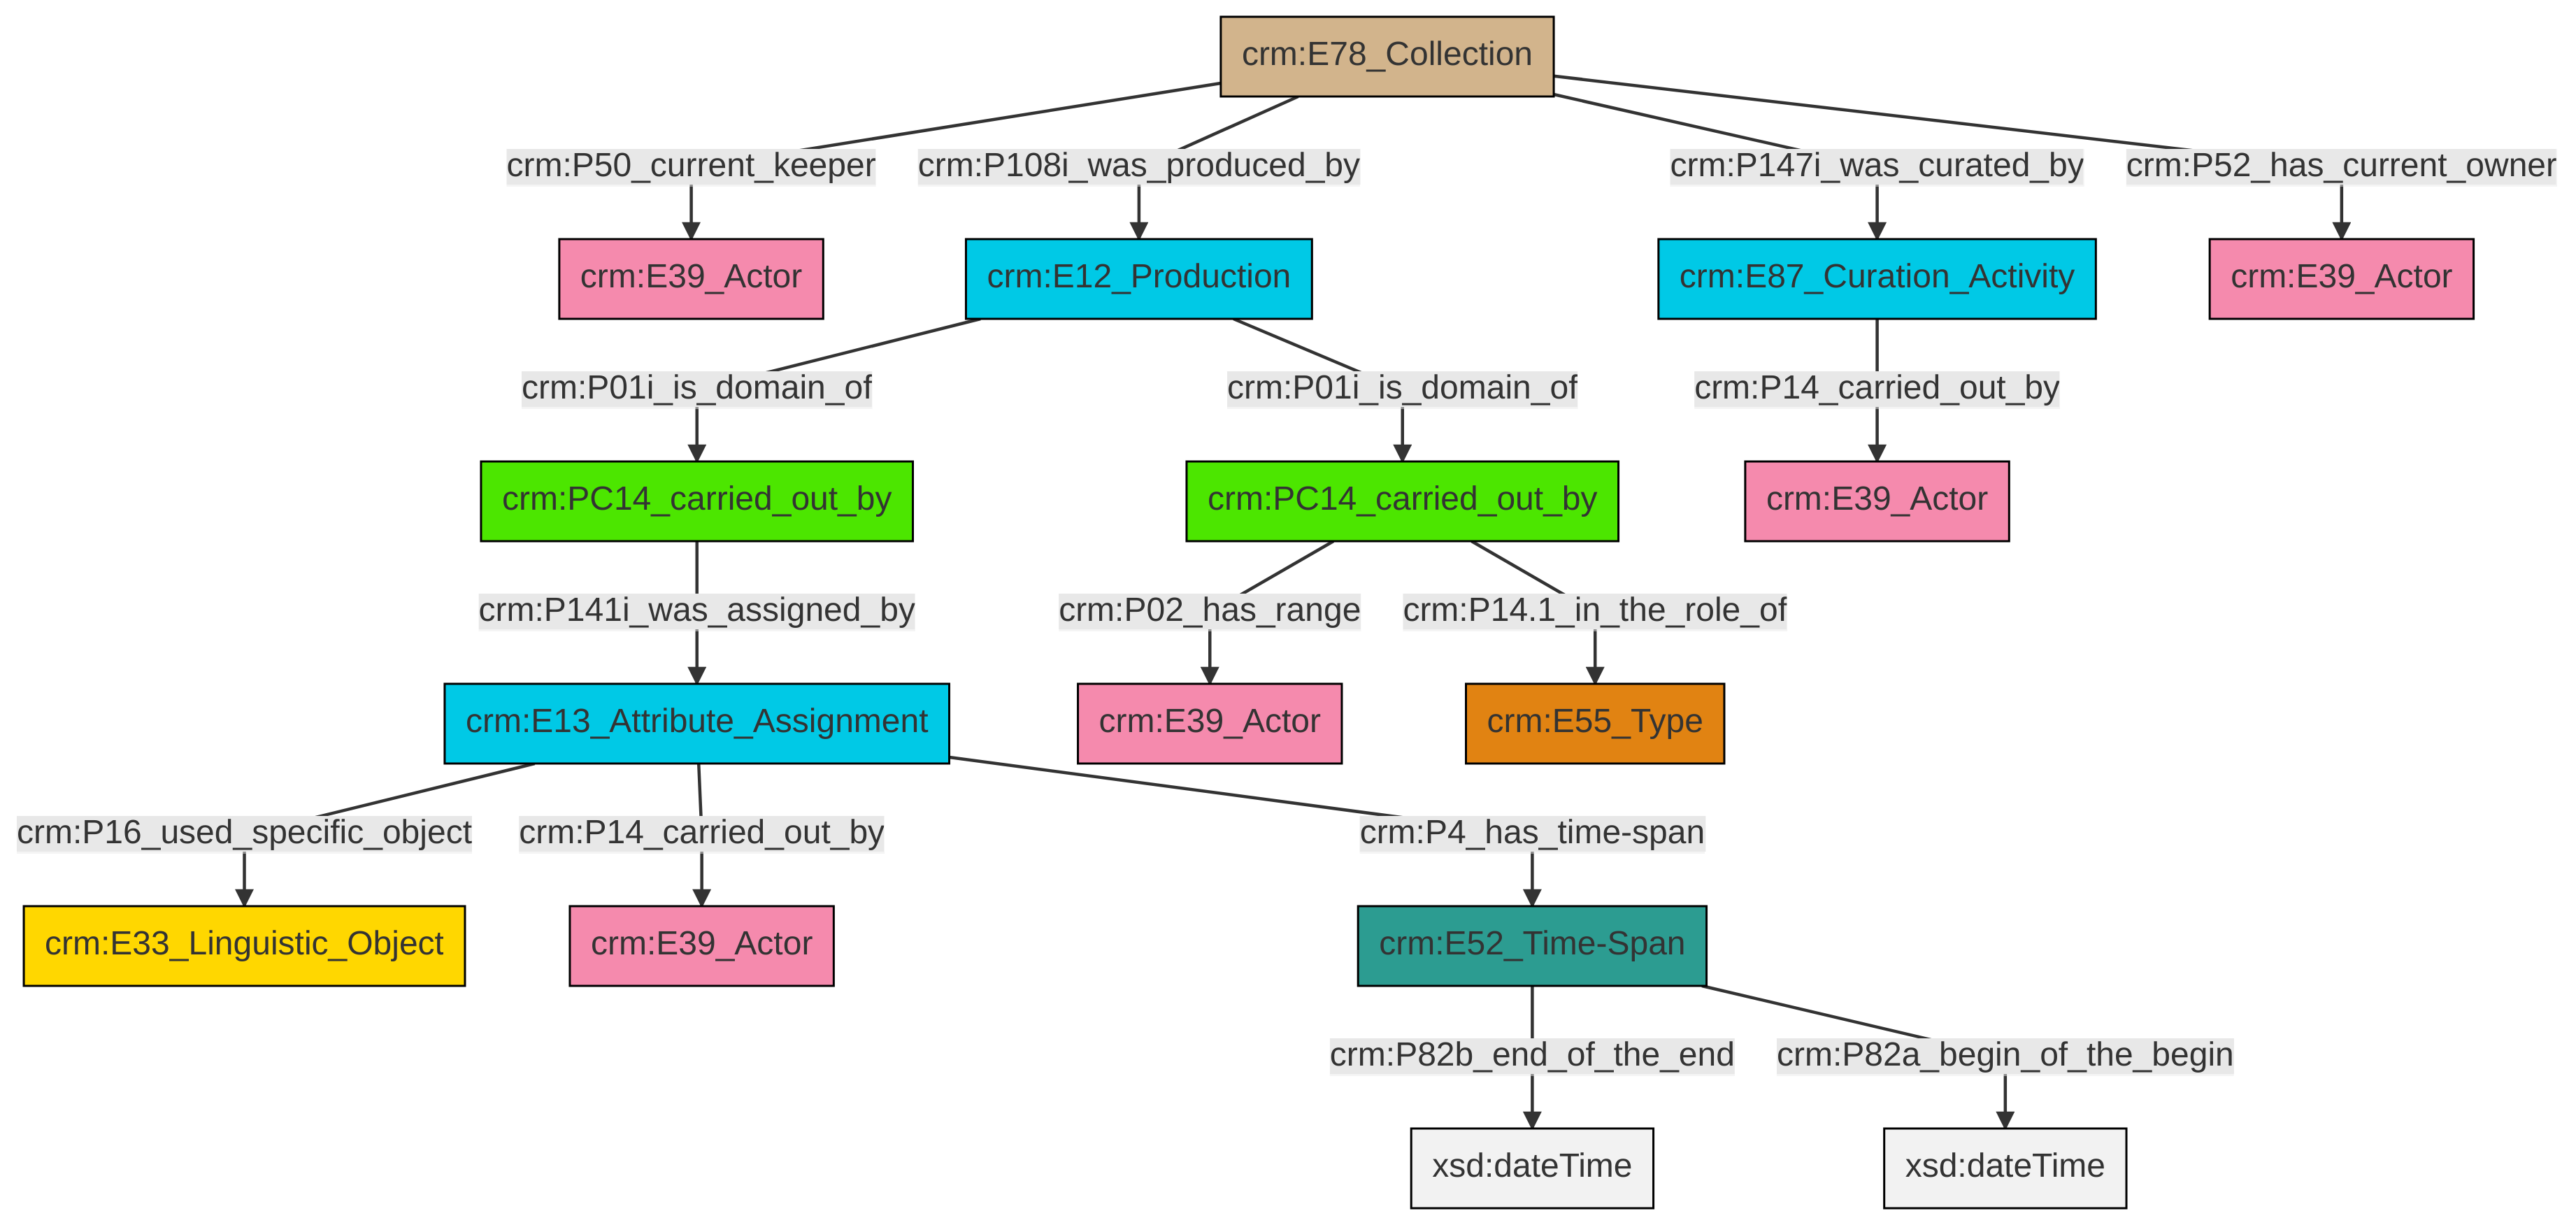 crm:E78_Collection
crm:P50_current_keeper
crm:P108i_was_produced_by
crm:P147i_was_curated_by
crm:P52_has_current_owner
crm:E39_Actor
crm:E12_Production
crm:E87_Curation_Activity
crm:E39_Actor
crm:P01i_is_domain_of
crm:P01i_is_domain_of
crm:P14_carried_out_by
crm:PC14_carried_out_by
crm:PC14_carried_out_by
crm:E39_Actor
crm:P141i_was_assigned_by
crm:P02_has_range
crm:P14.1_in_the_role_of
crm:E13_Attribute_Assignment
crm:E39_Actor
crm:E55_Type
crm:P16_used_specific_object
crm:P14_carried_out_by
crm:P4_has_time-span
crm:E33_Linguistic_Object
crm:E39_Actor
crm:E52_Time-Span
crm:P82b_end_of_the_end
crm:P82a_begin_of_the_begin
xsd:dateTime
xsd:dateTime